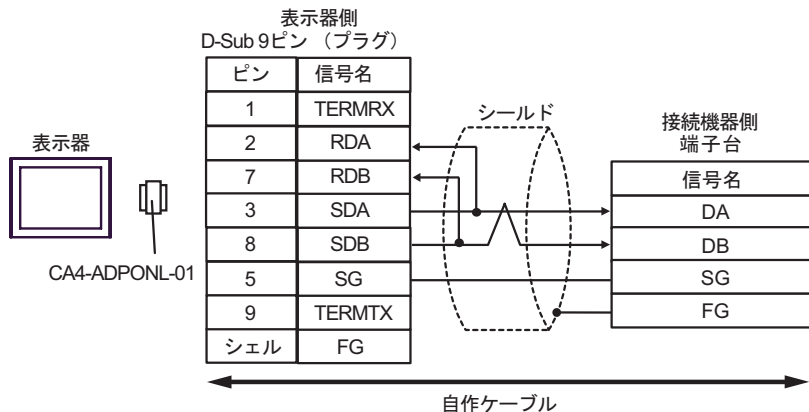 表示器側
D-Sub 9ピン （プラグ）
ピン 信号名
1 TERMRX
2 RDA
7 RDB
3 SDA
8 SDB
5 SG
9 TERMTX
シェル FG
表示器
CA4-ADPONL-01
シールド
接続機器側
端子台
信号名
DA
DB
SG
FG
自作ケーブル